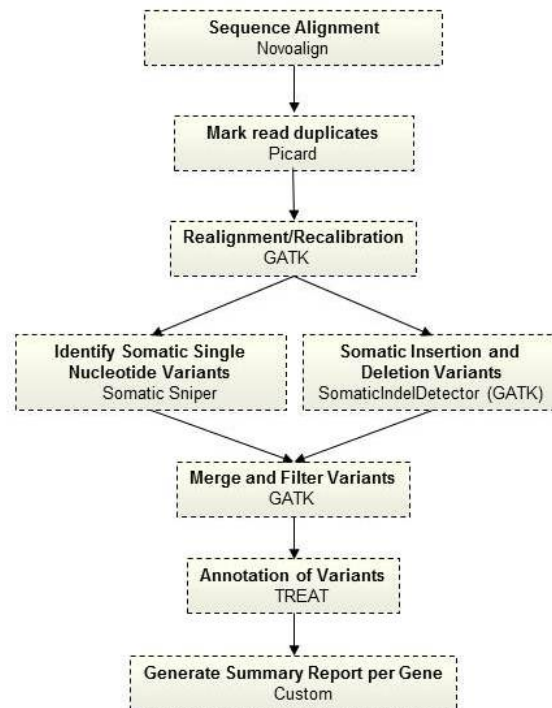 Sequence Alignment
Novoalign
Mark read duplicates
Picard
Realignment/Recalibration
GATK
Identify Somatic Single
Nucleotide Variants
Somatic Sniper
Somatic Insertion and
Deletion Variants
SomaticIndelDetector (GATK)
Merge and Filter Variants
GATK
Annotation of Variants
TREAT
Generate Summary Report per Gene
Custom